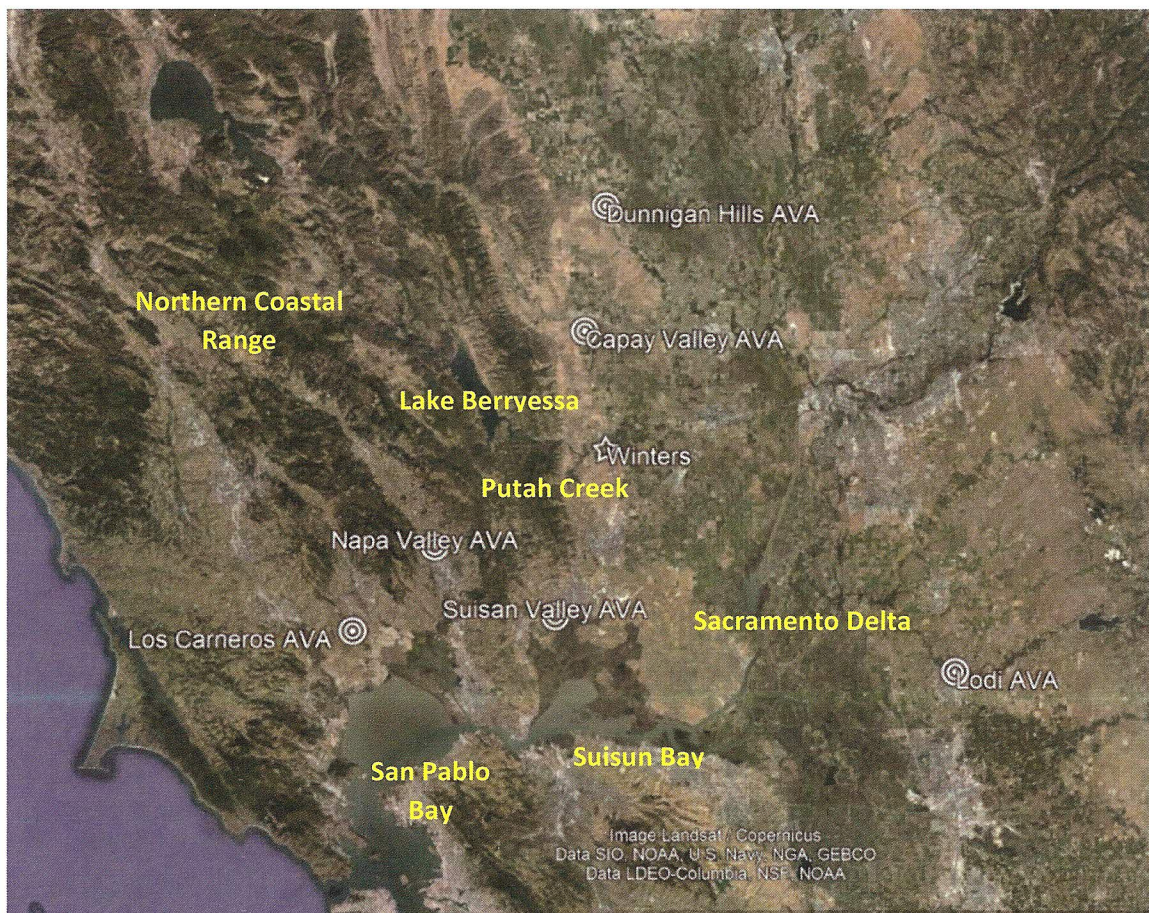 Dunnigan Hills AVA
Northern Coastal
Range
Capay Valley AVA
Lake Berryessa
Winters
Putah Creek
Napa Valley AVA
Suisan Valley AVA
Sacramento Delta
Los Carneros AVA
Lodi AVA
Suisun Bay
San Pablo
Bay
Image Landsat / Copernicus
Data SIO, NOAA, U.S. Navy, NGA, GEBCO
Data LDEO-Columbia, NSF, NOAA